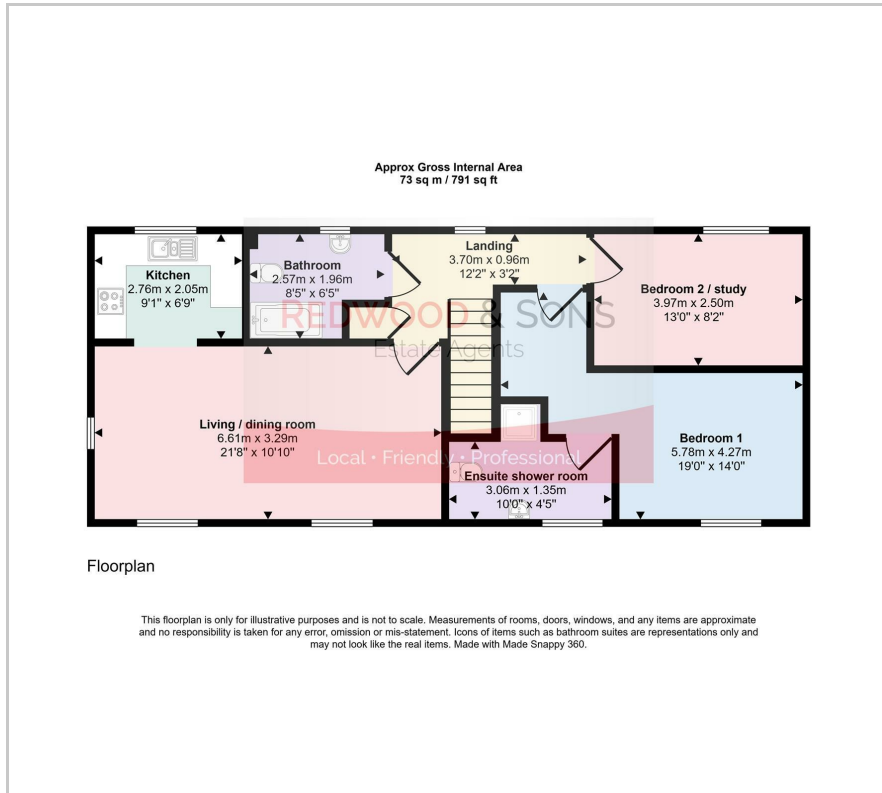 Approx Gross Internal Area
73 sq m / 791 sq ft
Landing
3.70m x 0.96m
12'2" x 3'2"
Kitchen
2.76m x 2.05m
9'1" x 6'9"
Bathroom
2.57m x 1.96m
8'5" x 6'5"
Bedroom 2 / study
3.97m x 2.50m
13'0" x 8'2"
REDWOOD & SONS
Estate Agents
Living / dining room
6.61m x 3.29m
21'8" x 10'10"
Bedroom 1
5.78m x 4.27m
19'0" x 14'0"
Local • Friendly • Professional
Ensuite shower room
3.06m x 1.35m
10'0" x 4'5"
Floorplan
This floorplan is only for illustrative purposes and is not to scale. Measurements of rooms, doors, windows, and any items are approximate
and no responsibility is taken for any error, omission or mis-statement. Icons of items such as bathroom suites are representations only and
may not look like the real items. Made with Made Snappy 360.